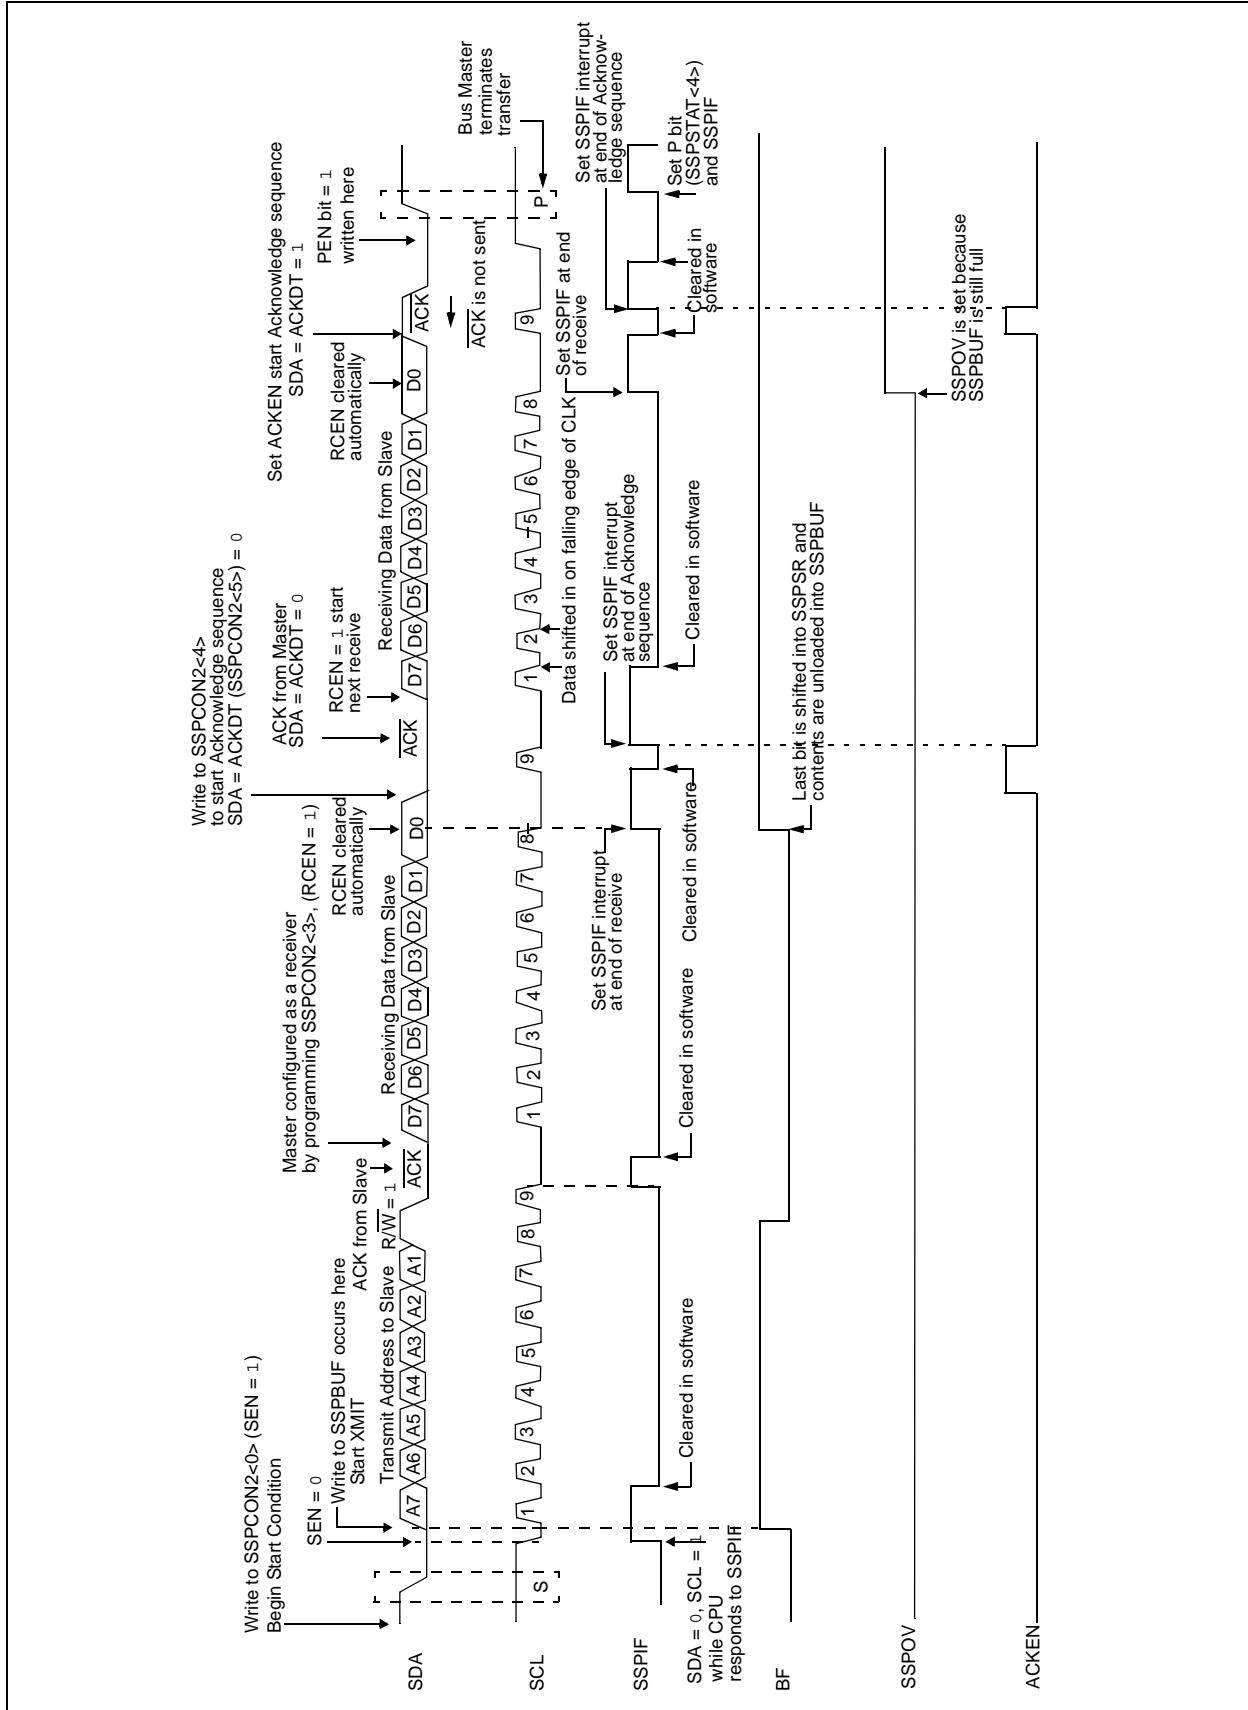 Write to SSPCON2<0> (SEN = 1)
Begin Start Condition
SEN = 0
Write to SSPBUF occurs here
Start XMIT
ACK from Slave
Master configured as a receiver
by programming SSPCON2<3>, (RCEN = 1)
RCEN cleared
automatically
Write to SSPCON2<4>
to start Acknowledge sequence
SDA = ACKDT (SSPCON2<5>) = 0
ACK from Master
SDA = ACKDT = 0
RCEN = 1 start
next receive
RCEN cleared
automatically
Set ACKEN start Acknowledge sequence
SDA = ACKDT = 1
PEN bit = 1
written here
Transmit Address to Slave
R/W = 1
Receiving Data from Slave
Receiving Data from Slave
SDA
A7 A6 A5 A4 A3 A2 A1
ACK
D7 D6 D5 D4 D3 D2 D1 D0
ACK
D7 D6 D5 D4 D3 D2 D1 D0
ACK
ACK is not sent
Bus Master
terminates
transfer
SCL
S
1 2 3 4 5 6 7 8 9
1 2 3 4 5 6 7 8 9
1 2 3 4 5 6 7 8 9
P
Data shifted in on falling edge of CLK
Set SSPIF interrupt
at end of receive
Set SSPIF interrupt
at end of Acknowledge
sequence
Set SSPIF at end
of receive
Set SSPIF interrupt
at end of Acknow-
ledge sequence
SSPIF
SDA = 0, SCL = 1
while CPU
responds to SSPIF
Cleared in software
Cleared in software
Cleared in software
Cleared in software
Cleared in
software
Set P bit
(SSPSTAT<4>)
and SSPIF
BF
Last bit is shifted into SSPSR and
contents are unloaded into SSPBUF
SSPOV
SSPOV is set because
SSPBUF is still full
ACKEN